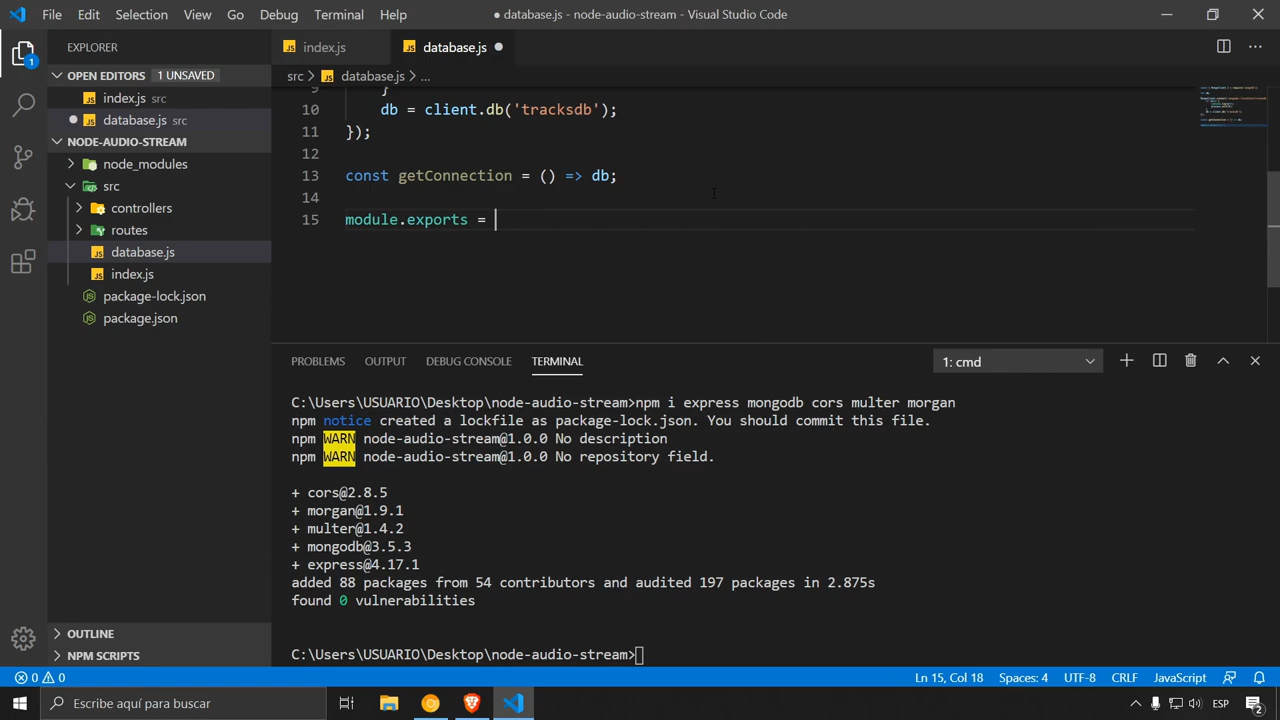 File Edit Selection View Go Debug Terminal Help
● database.js - node-audio-stream - Visual Studio Code
EXPLORER
OPEN EDITORS 1 UNSAVED
index.js src
database.js src
NODE-AUDIO-STREAM
node_modules
src
controllers
routes
database.js
index.js
package-lock.json
package.json
OUTLINE
NPM SCRIPTS
1
index.js
database.js
src > database.js > ...
9 }
10 db = client.db('tracksdb');
11 });
12
13 const getConnection = () => db;
14
15 module.exports =
PROBLEMS OUTPUT DEBUG CONSOLE TERMINAL
1: cmd
C:\Users\USUARIO\Desktop\node-audio-stream>npm i express mongodb cors multer morgan
npm notice created a lockfile as package-lock.json. You should commit this file.
npm WARN node-audio-stream@1.0.0 No description
npm WARN node-audio-stream@1.0.0 No repository field.
+ cors@2.8.5
+ morgan@1.9.1
+ multer@1.4.2
+ mongodb@3.5.3
+ express@4.17.1
added 88 packages from 54 contributors and audited 197 packages in 2.875s
found 0 vulnerabilities
C:\Users\USUARIO\Desktop\node-audio-stream>
0 0
Ln 15, Col 18 Spaces: 4 UTF-8 CRLF JavaScript
Escribe aquí para buscar
ESP
2